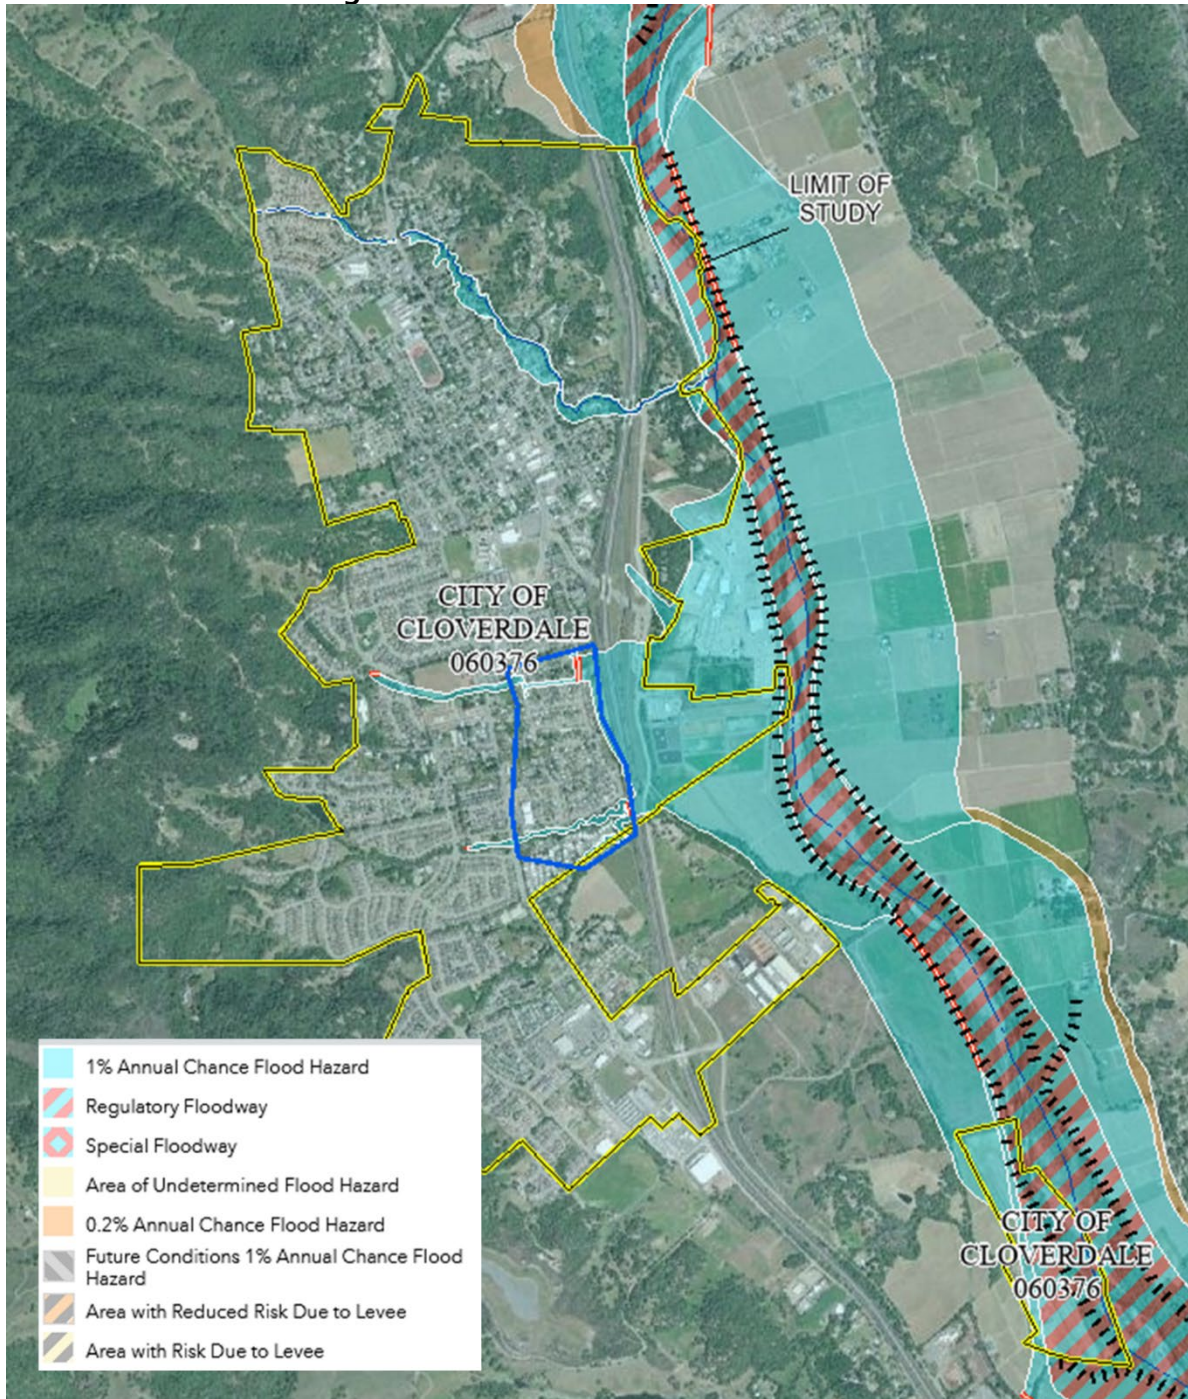 LIMIT OF
STUDY
CITY OF
CLOVERDALE
060376
1% Annual Chance Flood Hazard
Regulatory Floodway
Special Floodway
Area of Undetermined Flood Hazard
0.2% Annual Chance Flood Hazard
Future Conditions 1% Annual Chance Flood
Hazard
Area with Reduced Risk Due to Levee
Area with Risk Due to Levee
CITY OF
CLOVERDALE
060376